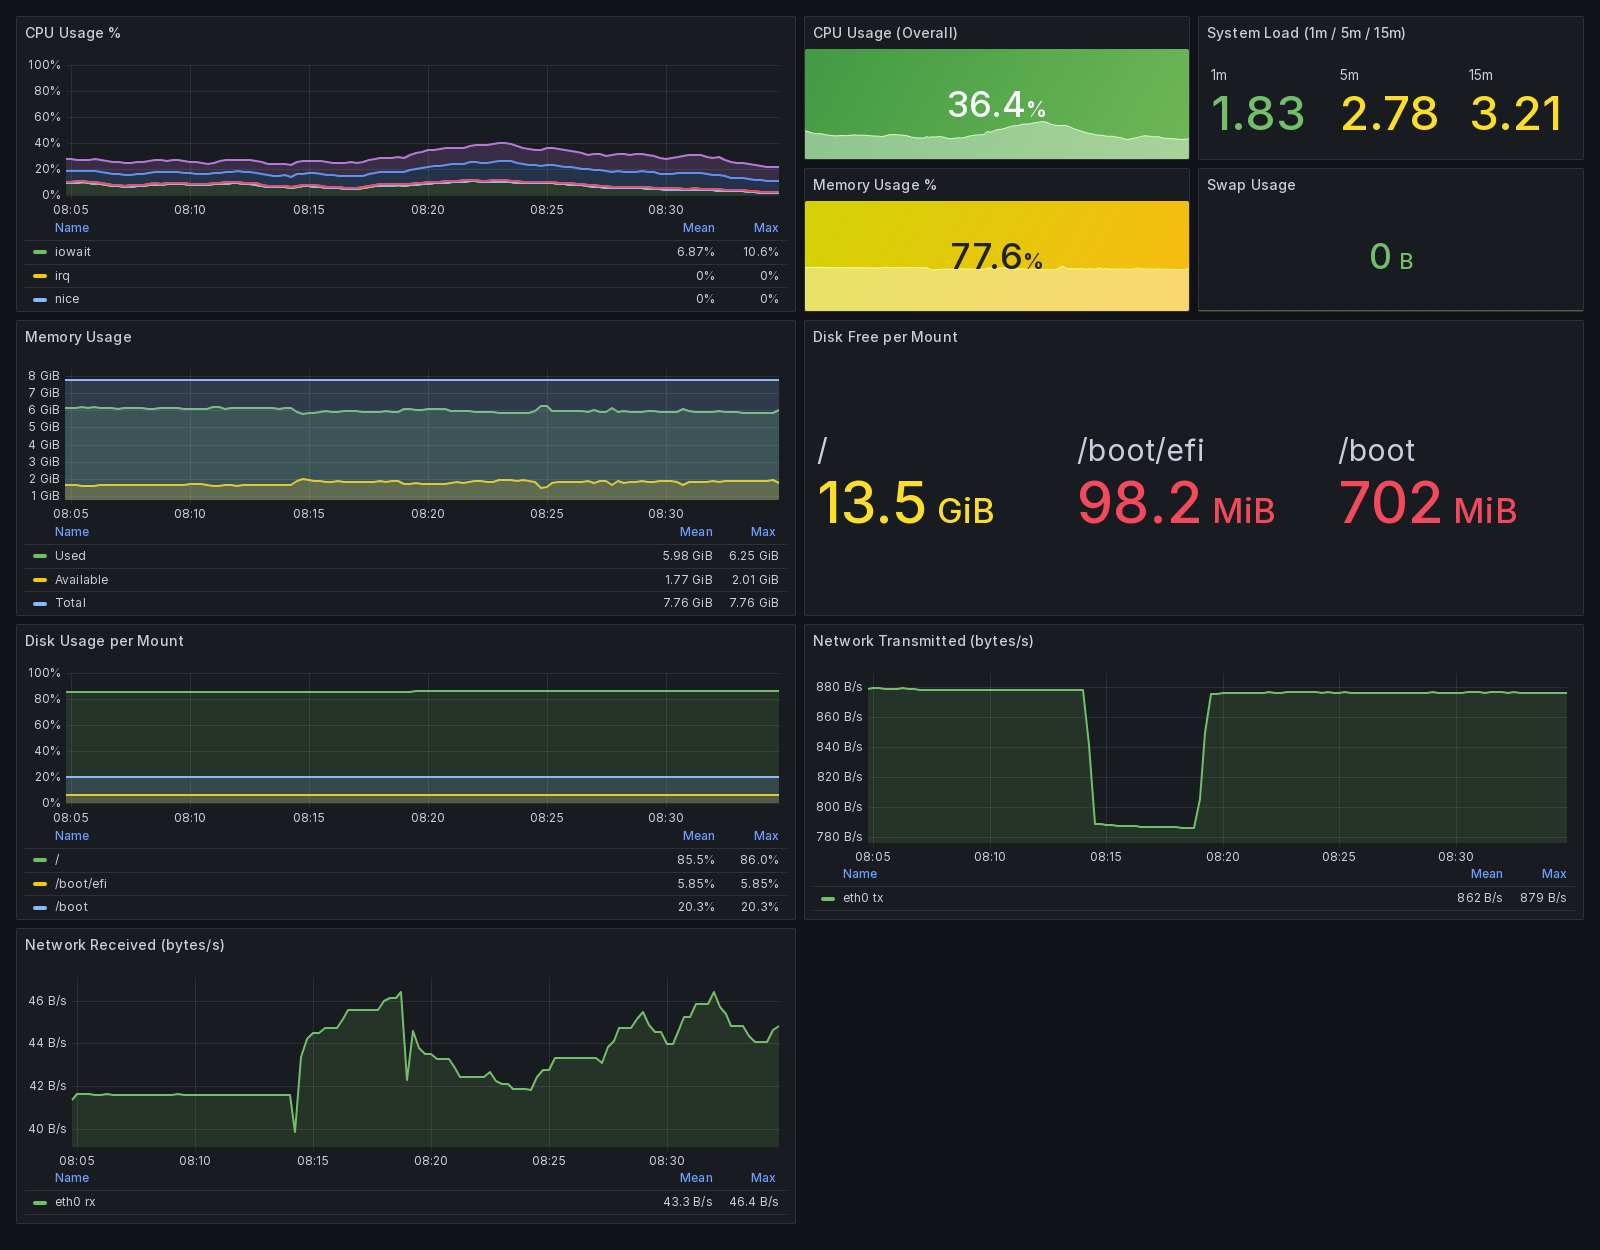 CPU Usage %
100%
80%
60%
40%
20%
0%
08:05 08:10 08:15 08:20 08:25 08:30
Name Mean Max
iowait 6.87% 10.6%
irq 0% 0%
nice 0% 0%
CPU Usage (Overall)
36.4%
System Load (1m / 5m / 15m)
1m 5m 15m
1.83 2.78 3.21
Memory Usage %
77.6%
Swap Usage
0 B
Memory Usage
8 GiB
7 GiB
6 GiB
5 GiB
4 GiB
3 GiB
2 GiB
1 GiB
08:05 08:10 08:15 08:20 08:25 08:30
Name Mean Max
Used 5.98 GiB 6.25 GiB
Available 1.77 GiB 2.01 GiB
Total 7.76 GiB 7.76 GiB
Disk Free per Mount
/ /boot/efi /boot
13.5 GiB 98.2 MiB 702 MiB
Disk Usage per Mount
100%
80%
60%
40%
20%
0%
08:05 08:10 08:15 08:20 08:25 08:30
Name Mean Max
/ 85.5% 86.0%
/boot/efi 5.85% 5.85%
/boot 20.3% 20.3%
Network Transmitted (bytes/s)
880 B/s
860 B/s
840 B/s
820 B/s
800 B/s
780 B/s
08:05 08:10 08:15 08:20 08:25 08:30
Name Mean Max
eth0 tx 862 B/s 879 B/s
Network Received (bytes/s)
46 B/s
44 B/s
42 B/s
40 B/s
08:05 08:10 08:15 08:20 08:25 08:30
Name Mean Max
eth0 rx 43.3 B/s 46.4 B/s